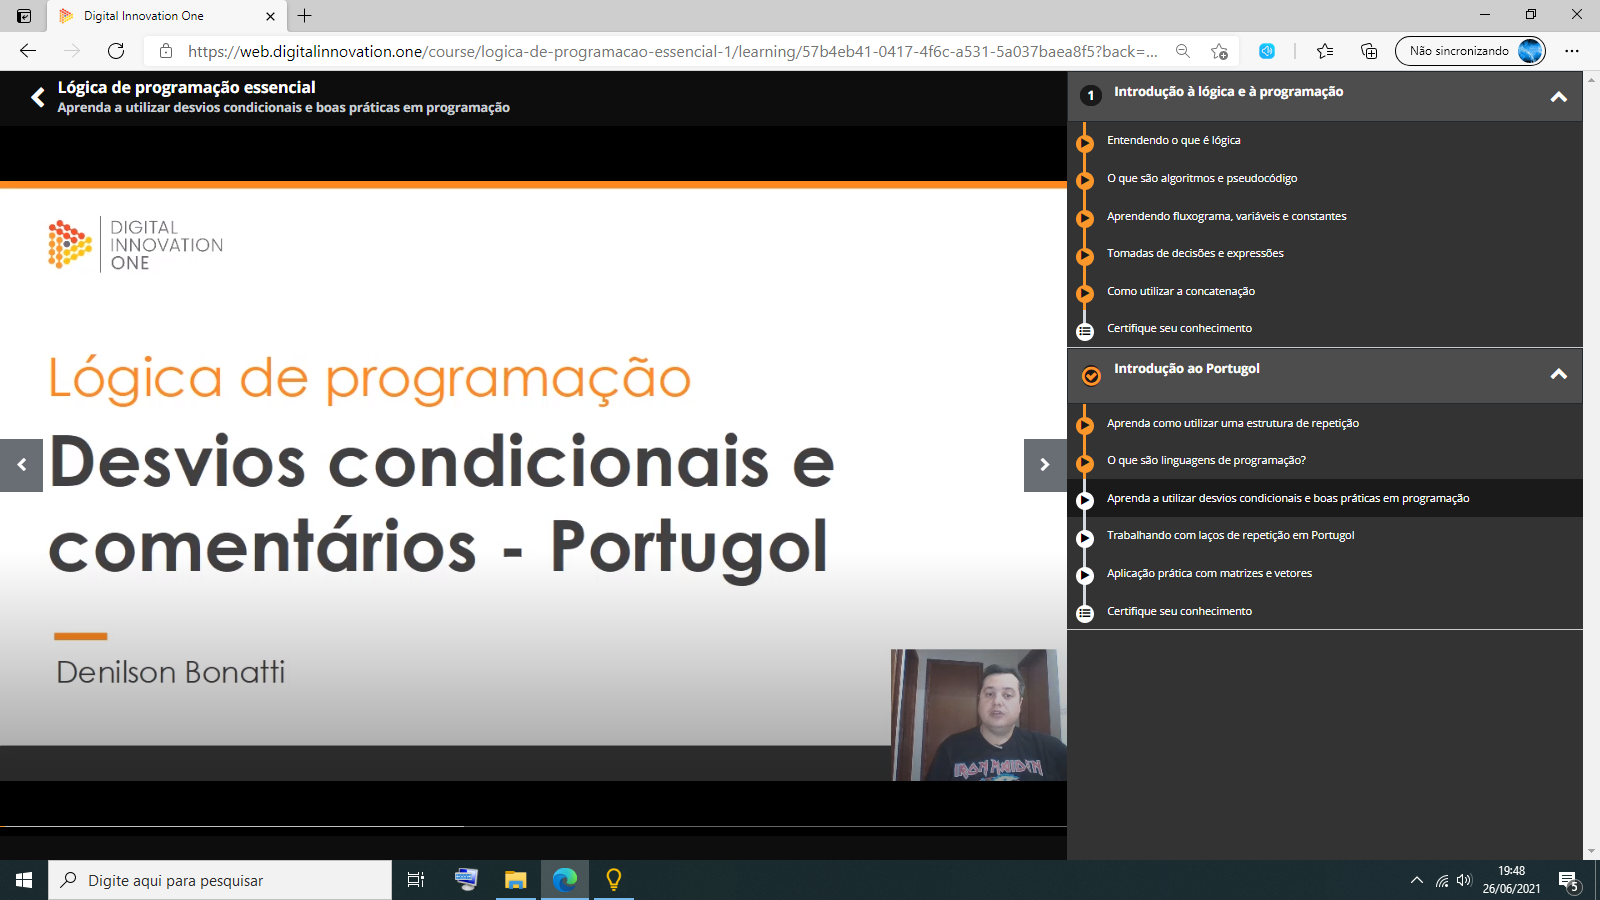 Digital Innovation One
https://web.digitalinnovation.one/course/logica-de-programacao-essencial-1/learning/57b4eb41-0417-4f6c-a531-5a037baea8f5?back=...
Não sincronizando
Lógica de programação essencial
Aprenda a utilizar desvios condicionais e boas práticas em programação
DIGITAL
INNOVATION
ONE
Lógica de programação
Desvios condicionais e
comentários - Portugol
Denilson Bonatti
IRON MAIDEN
1
Introdução à lógica e à programação
Entendendo o que é lógica
O que são algoritmos e pseudocódigo
Aprendendo fluxograma, variáveis e constantes
Tomadas de decisões e expressões
Como utilizar a concatenação
Certifique seu conhecimento
Introdução ao Portugol
Aprenda como utilizar uma estrutura de repetição
O que são linguagens de programação?
Aprenda a utilizar desvios condicionais e boas práticas em programação
Trabalhando com laços de repetição em Portugol
Aplicação prática com matrizes e vetores
Certifique seu conhecimento
Digite aqui para pesquisar
19:48
26/06/2021
5